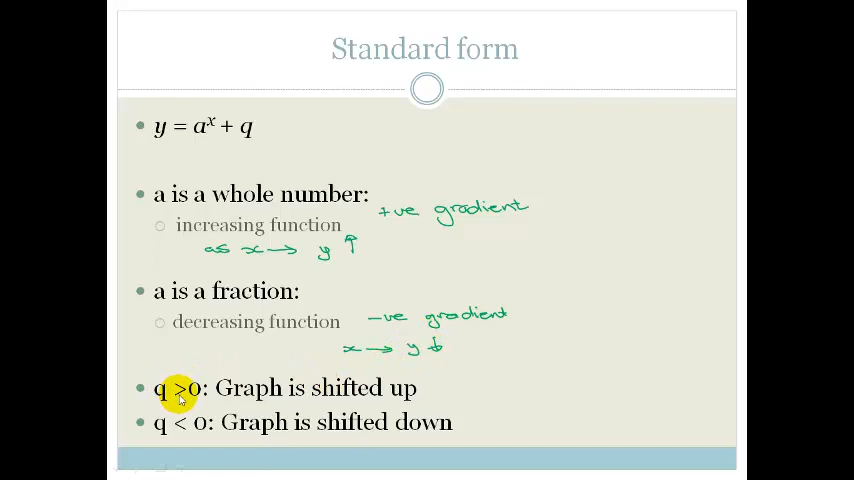 Standard form
y = aˣ + q
a is a whole number:
+ve gradient
increasing function
as x → y ↑
a is a fraction:
decreasing function -ve gradient
x → y ↓
q >0: Graph is shifted up
q < 0: Graph is shifted down